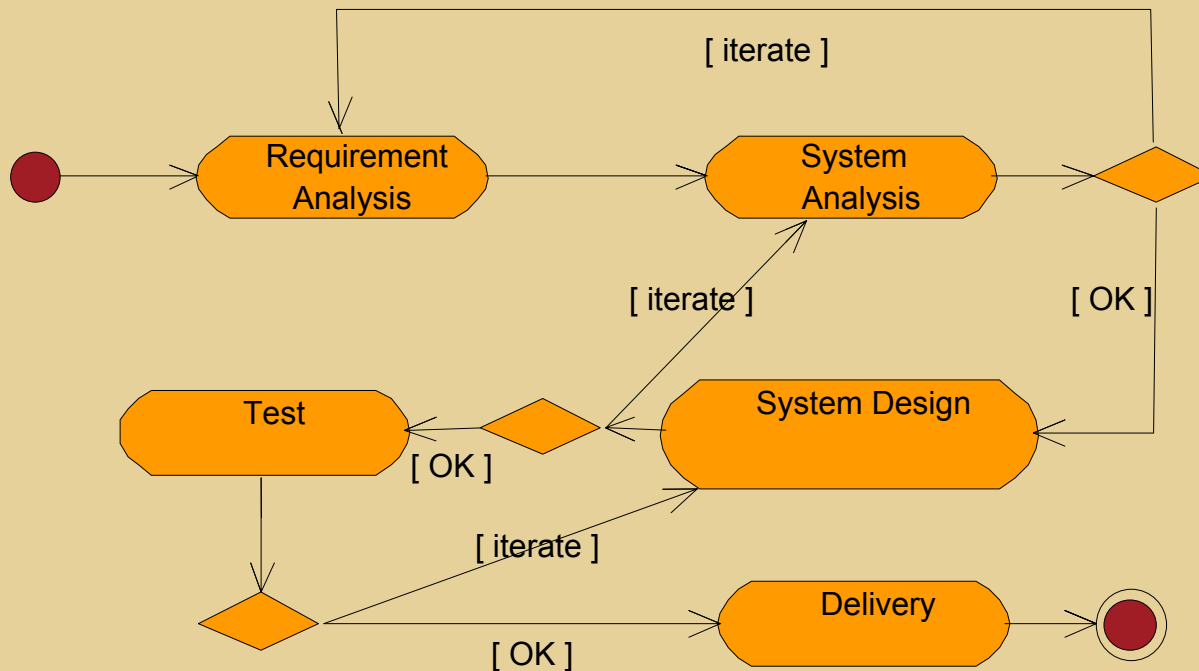 [ iterate ]
Requirement
Analysis
System
Analysis
[ iterate ]
[ OK ]
Test
System Design
[ OK ]
[ iterate ]
Delivery
[ OK ]